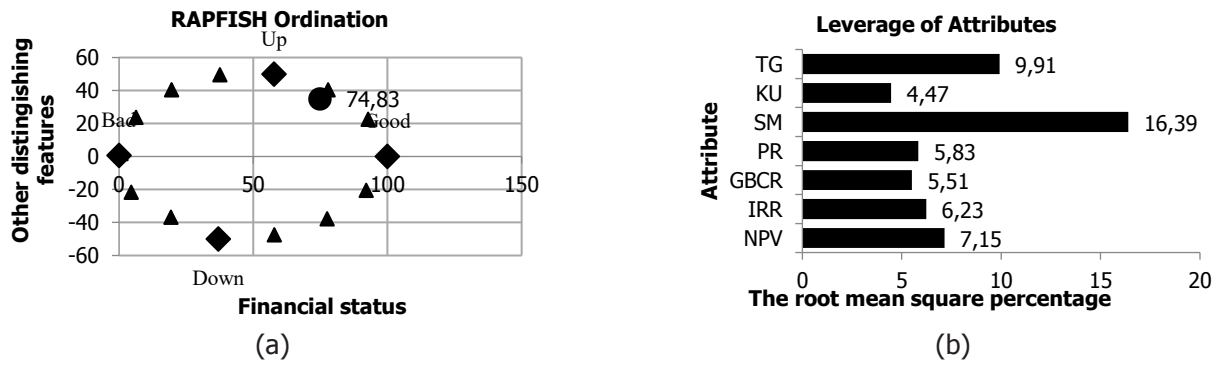 RAPFISH Ordination
Up
60
40
20
0
-20
-40
-60
Other distingishing
features
Bad
74,83
Good
0
50
100
150
Down
Financial status
(a)
Leverage of Attributes
Attribute
TG
9,91
KU
4,47
SM
16,39
PR
5,83
GBCR
5,51
IRR
6,23
NPV
7,15
0
5
10
15
20
The root mean square percentage
(b)